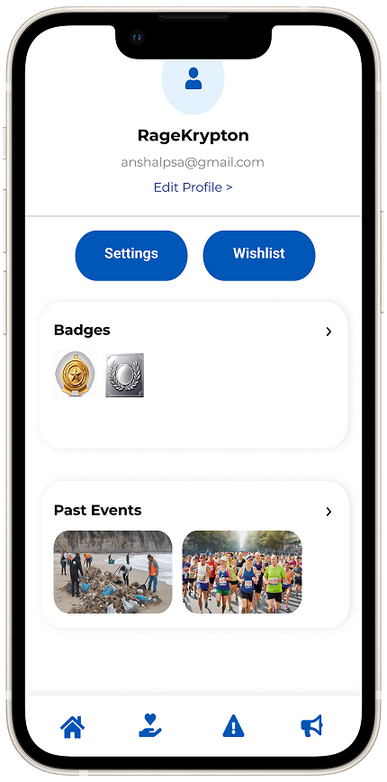 RageKrypton
anshalpsa@gmail.com
Edit Profile >
Settings
Wishlist
Badges >
Past Events >